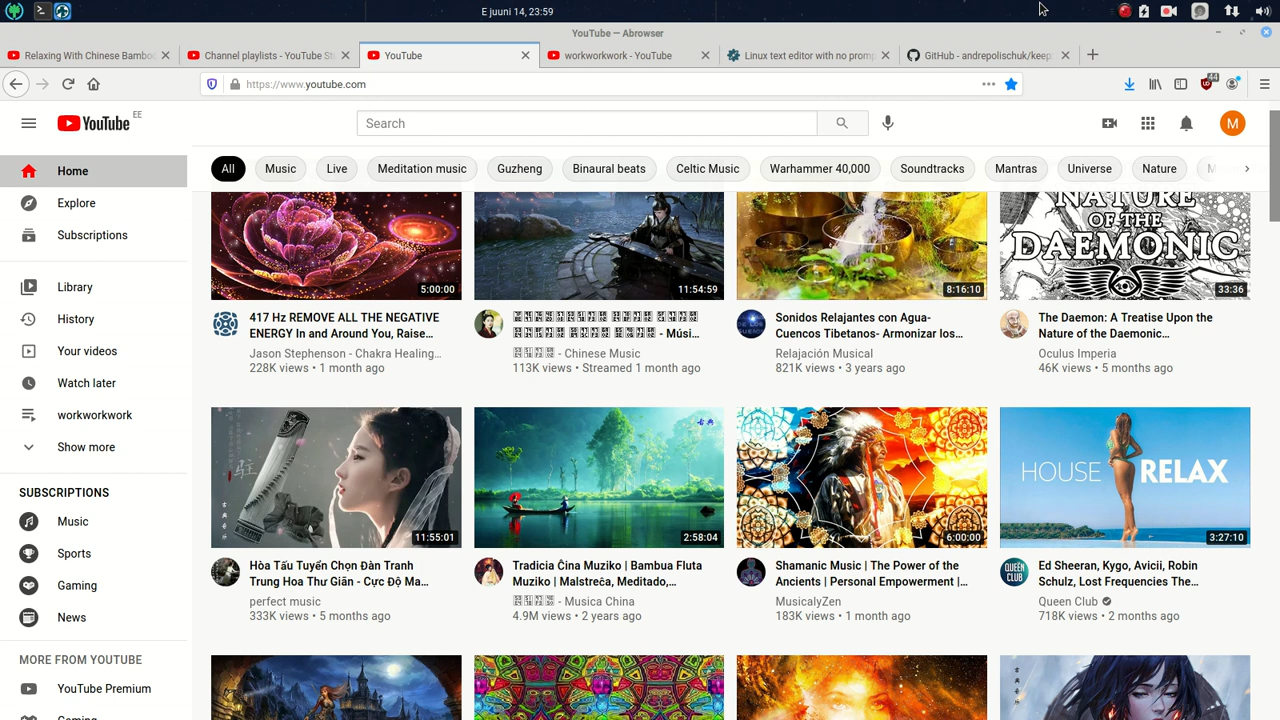 E juuni 14, 23:59
YouTube — Abrowser
Relaxing With Chinese Bamboo
Channel playlists - YouTube Stu
YouTube
workworkwork - YouTube
Linux text editor with no promp
GitHub - andrepolischuk/keep
https://www.youtube.com
44
YouTube EE
Search
M
Home
Explore
Subscriptions
Library
History
Your videos
Watch later
workworkwork
Show more
SUBSCRIPTIONS
Music
Sports
Gaming
News
MORE FROM YOUTUBE
YouTube Premium
Gaming
All
Music
Live
Meditation music
Guzheng
Binaural beats
Celtic Music
Warhammer 40,000
Soundtracks
Mantras
Universe
Nature
5:00:00
11:54:59
8:16:10
NATURE
OF THE
DAEMONIC
33:36
417 Hz REMOVE ALL THE NEGATIVE
ENERGY In and Around You, Raise...
Jason Stephenson - Chakra Healing...
228K views • 1 month ago
- Músi...
- Chinese Music
113K views • Streamed 1 month ago
Sonidos Relajantes con Agua-
Cuencos Tibetanos- Armonizar los...
Relajación Musical
821K views • 3 years ago
The Daemon: A Treatise Upon the
Nature of the Daemonic...
Oculus Imperia
46K views • 5 months ago
11:55:01
古典
2:58:04
6:00:00
HOUSE RELAX
3:27:10
Hòa Tấu Tuyển Chọn Đàn Tranh
Trung Hoa Thư Giãn - Cực Độ Ma...
perfect music
333K views • 5 months ago
Tradicia Ĉina Muziko | Bambua Fluta
Muziko | Malstreĉa, Meditado,...
- Musica China
4.9M views • 2 years ago
Shamanic Music | The Power of the
Ancients | Personal Empowerment |...
MusicalyZen
183K views • 1 month ago
QUEEN
CLUB
Ed Sheeran, Kygo, Avicii, Robin
Schulz, Lost Frequencies The...
Queen Club
718K views • 2 months ago